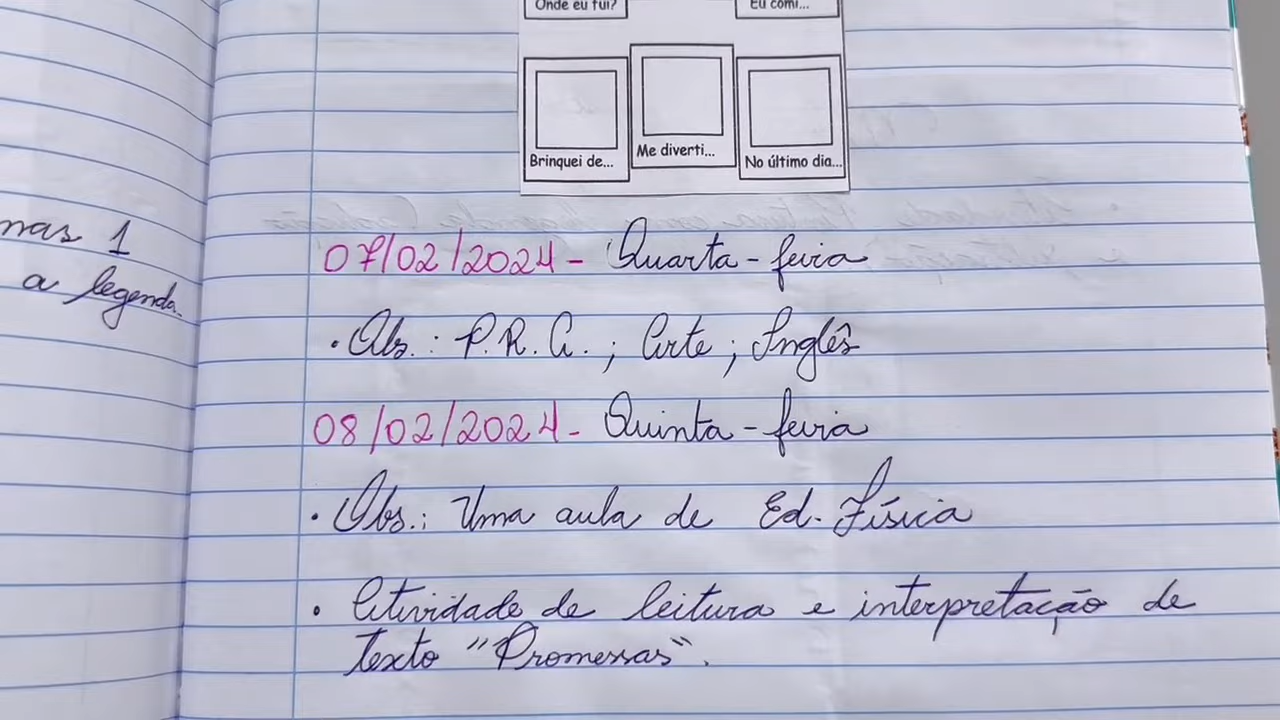 Onde eu fui?
Eu comi...
Brinquei de...
Me diverti...
No último dia...
nas 1
a legenda.
07/02/2024 - Quarta-feira
• Obs.: P.R.A.; Arte; Inglês
08/02/2024 - Quinta-feira
• Obs.: Uma aula de Ed. Física
• Atividade de leitura e interpretação de
texto "Promessas".